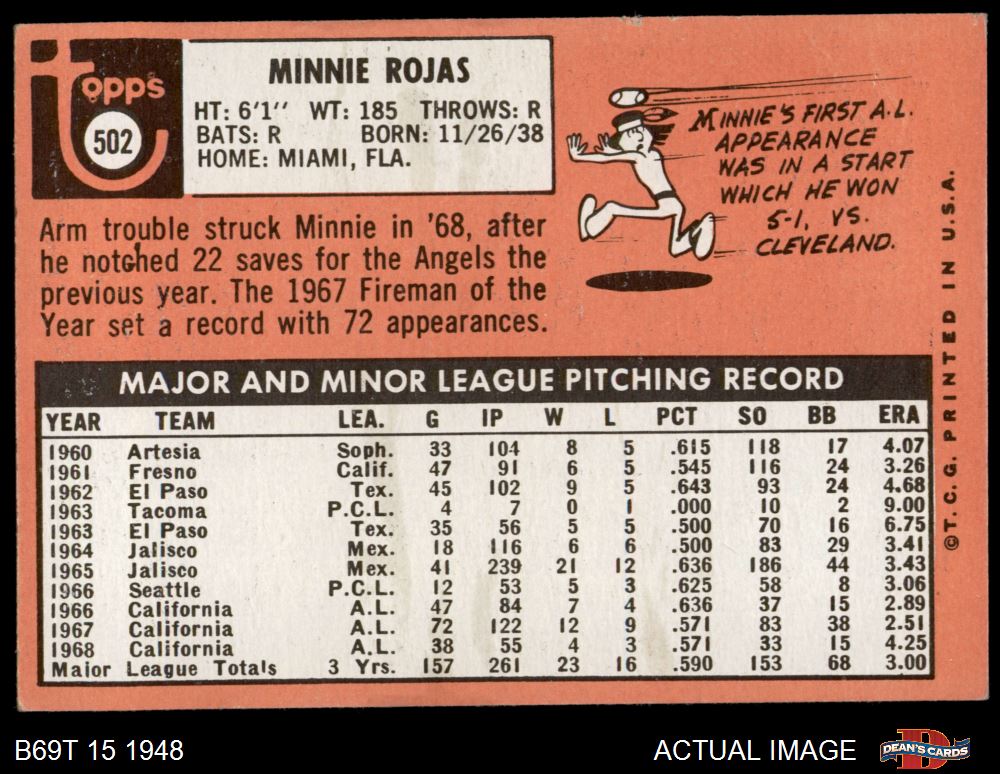 Topps
502
MINNIE ROJAS
HT: 6'1" WT: 185 THROWS: R
BATS: R BORN: 11/26/38
HOME: MIAMI, FLA.
Arm trouble struck Minnie in '68, after
he notched 22 saves for the Angels the
previous year. The 1967 Fireman of the
Year set a record with 72 appearances.
MINNIE'S FIRST A.L.
APPEARANCE
WAS IN A START
WHICH HE WON
5-1, VS.
CLEVELAND.
MAJOR AND MINOR LEAGUE PITCHING RECORD
YEAR TEAM LEA. G IP W L PCT SO BB ERA
1960 Artesia Soph. 33 104 8 5 .615 118 17 4.07
1961 Fresno Calif. 47 91 6 5 .545 116 24 3.26
1962 El Paso Tex. 45 102 9 5 .643 93 24 4.68
1963 Tacoma P.C.L. 4 7 0 1 .000 10 2 9.00
1963 El Paso Tex. 35 56 5 5 .500 70 16 6.75
1964 Jalisco Mex. 18 116 6 6 .500 83 29 3.41
1965 Jalisco Mex. 41 239 21 12 .636 186 44 3.43
1966 Seattle P.C.L. 12 53 5 3 .625 58 8 3.06
1966 California A.L. 47 84 7 4 .636 37 15 2.89
1967 California A.L. 72 122 12 9 .571 83 38 2.51
1968 California A.L. 38 55 4 3 .571 33 15 4.25
Major League Totals 3 Yrs. 157 261 23 16 .590 153 68 3.00
©T.C.G. PRINTED IN U.S.A.
B69T 15 1948
ACTUAL IMAGE
DEAN'S CARDS